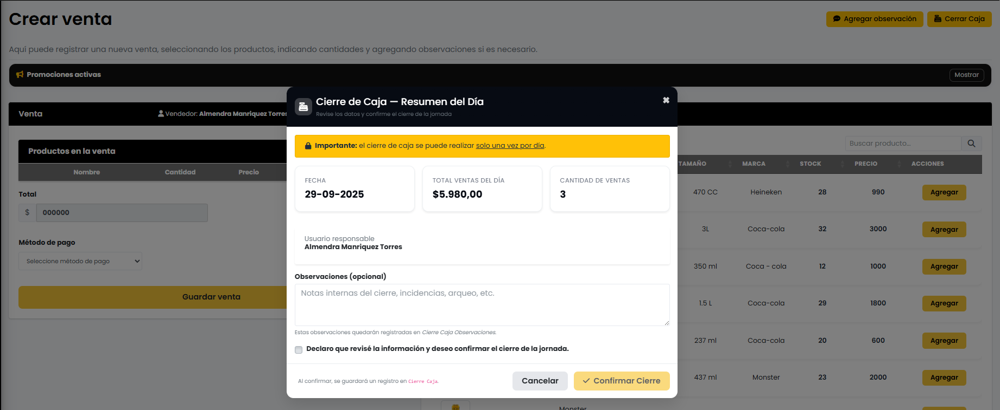 Crear venta
Agregar observación
Cerrar Caja
Aquí puede registrar una nueva venta, seleccionando los productos, indicando cantidades y agregando observaciones si es necesario.
Promociones activas
Mostrar
Venta
Vendedor: Almendra Manriquez Torres
Productos en la venta
Nombre Cantidad Precio
Total
$ 000000
Método de pago
Seleccione método de pago
Guardar venta
Cierre de Caja — Resumen del Día
Revise los datos y confirme el cierre de la jornada
Importante: el cierre de caja se puede realizar solo una vez por día.
FECHA
29-09-2025
TOTAL VENTAS DEL DÍA
$5.980,00
CANTIDAD DE VENTAS
3
Usuario responsable
Almendra Manriquez Torres
Observaciones (opcional)
Notas internas del cierre, incidencias, arqueo, etc.
Estas observaciones quedarán registradas en Cierre Caja Observaciones.
Declaro que revisé la información y deseo confirmar el cierre de la jornada.
Al confirmar, se guardará un registro en Cierre Caja.
Cancelar
Confirmar Cierre
Buscar producto...
TAMAÑO MARCA STOCK PRECIO ACCIONES
470 CC Heineken 28 990 Agregar
3L Coca-cola 32 3000 Agregar
350 ml Coca - cola 12 1000 Agregar
1.5 L Coca-cola 29 1800 Agregar
237 ml Coca-cola 20 600 Agregar
437 ml Monster 23 2000 Agregar
Monster